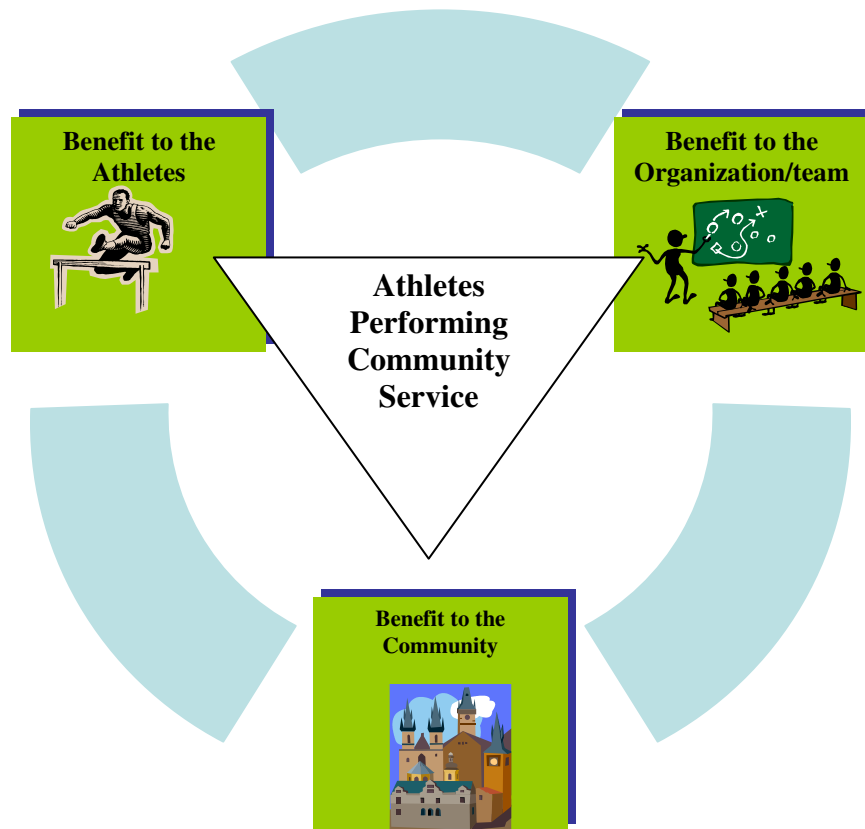 Benefit to the
Athletes
Benefit to the
Organization/team
Athletes
Performing
Community
Service
Benefit to the
Community